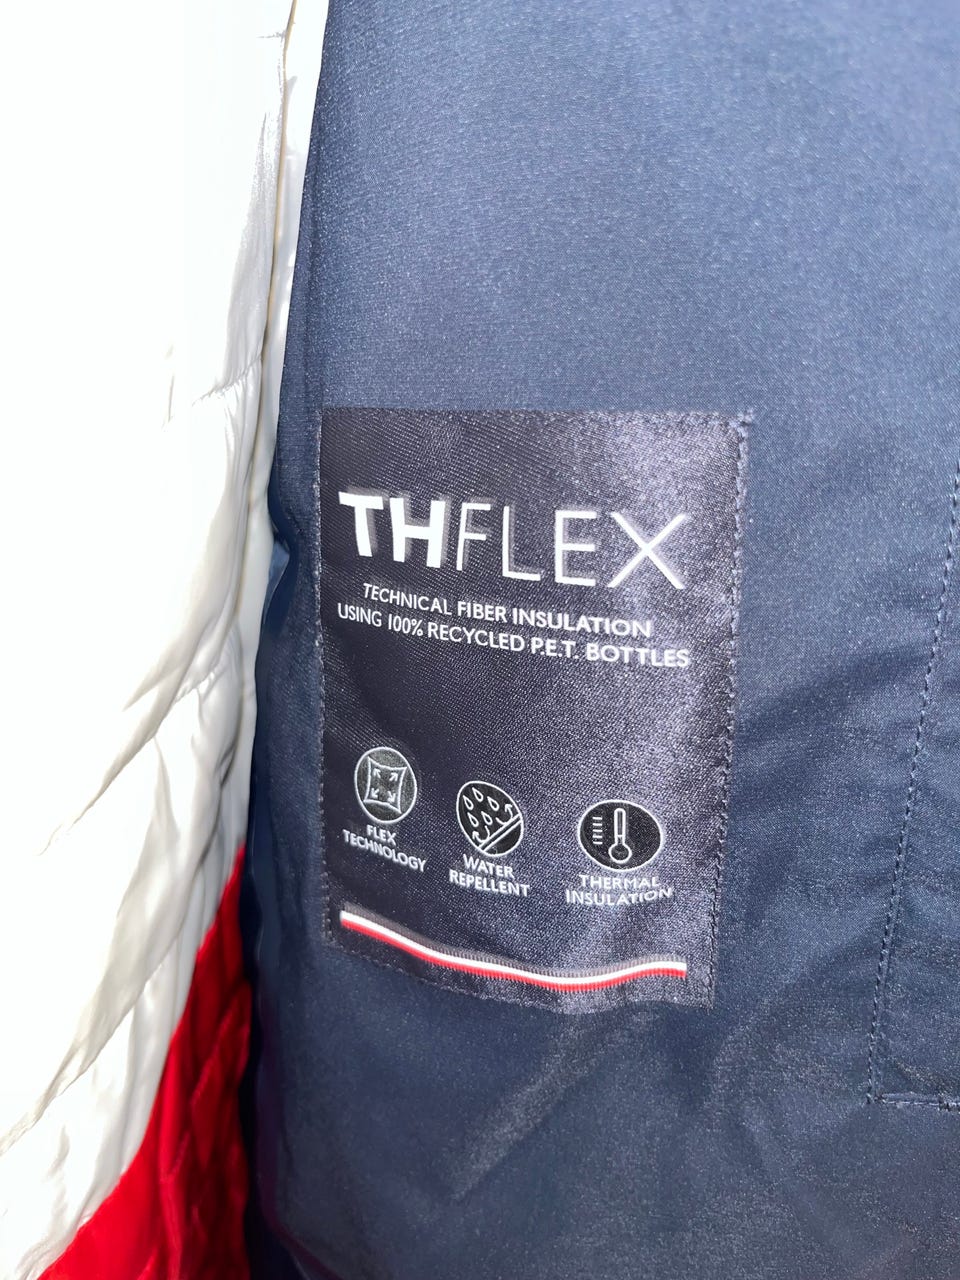 THFLEX
TECHNICAL FIBER INSULATION
USING 100% RECYCLED P.E.T. BOTTLES
FLEX
TECHNOLOGY
WATER
REPELLENT
THERMAL
INSULATION